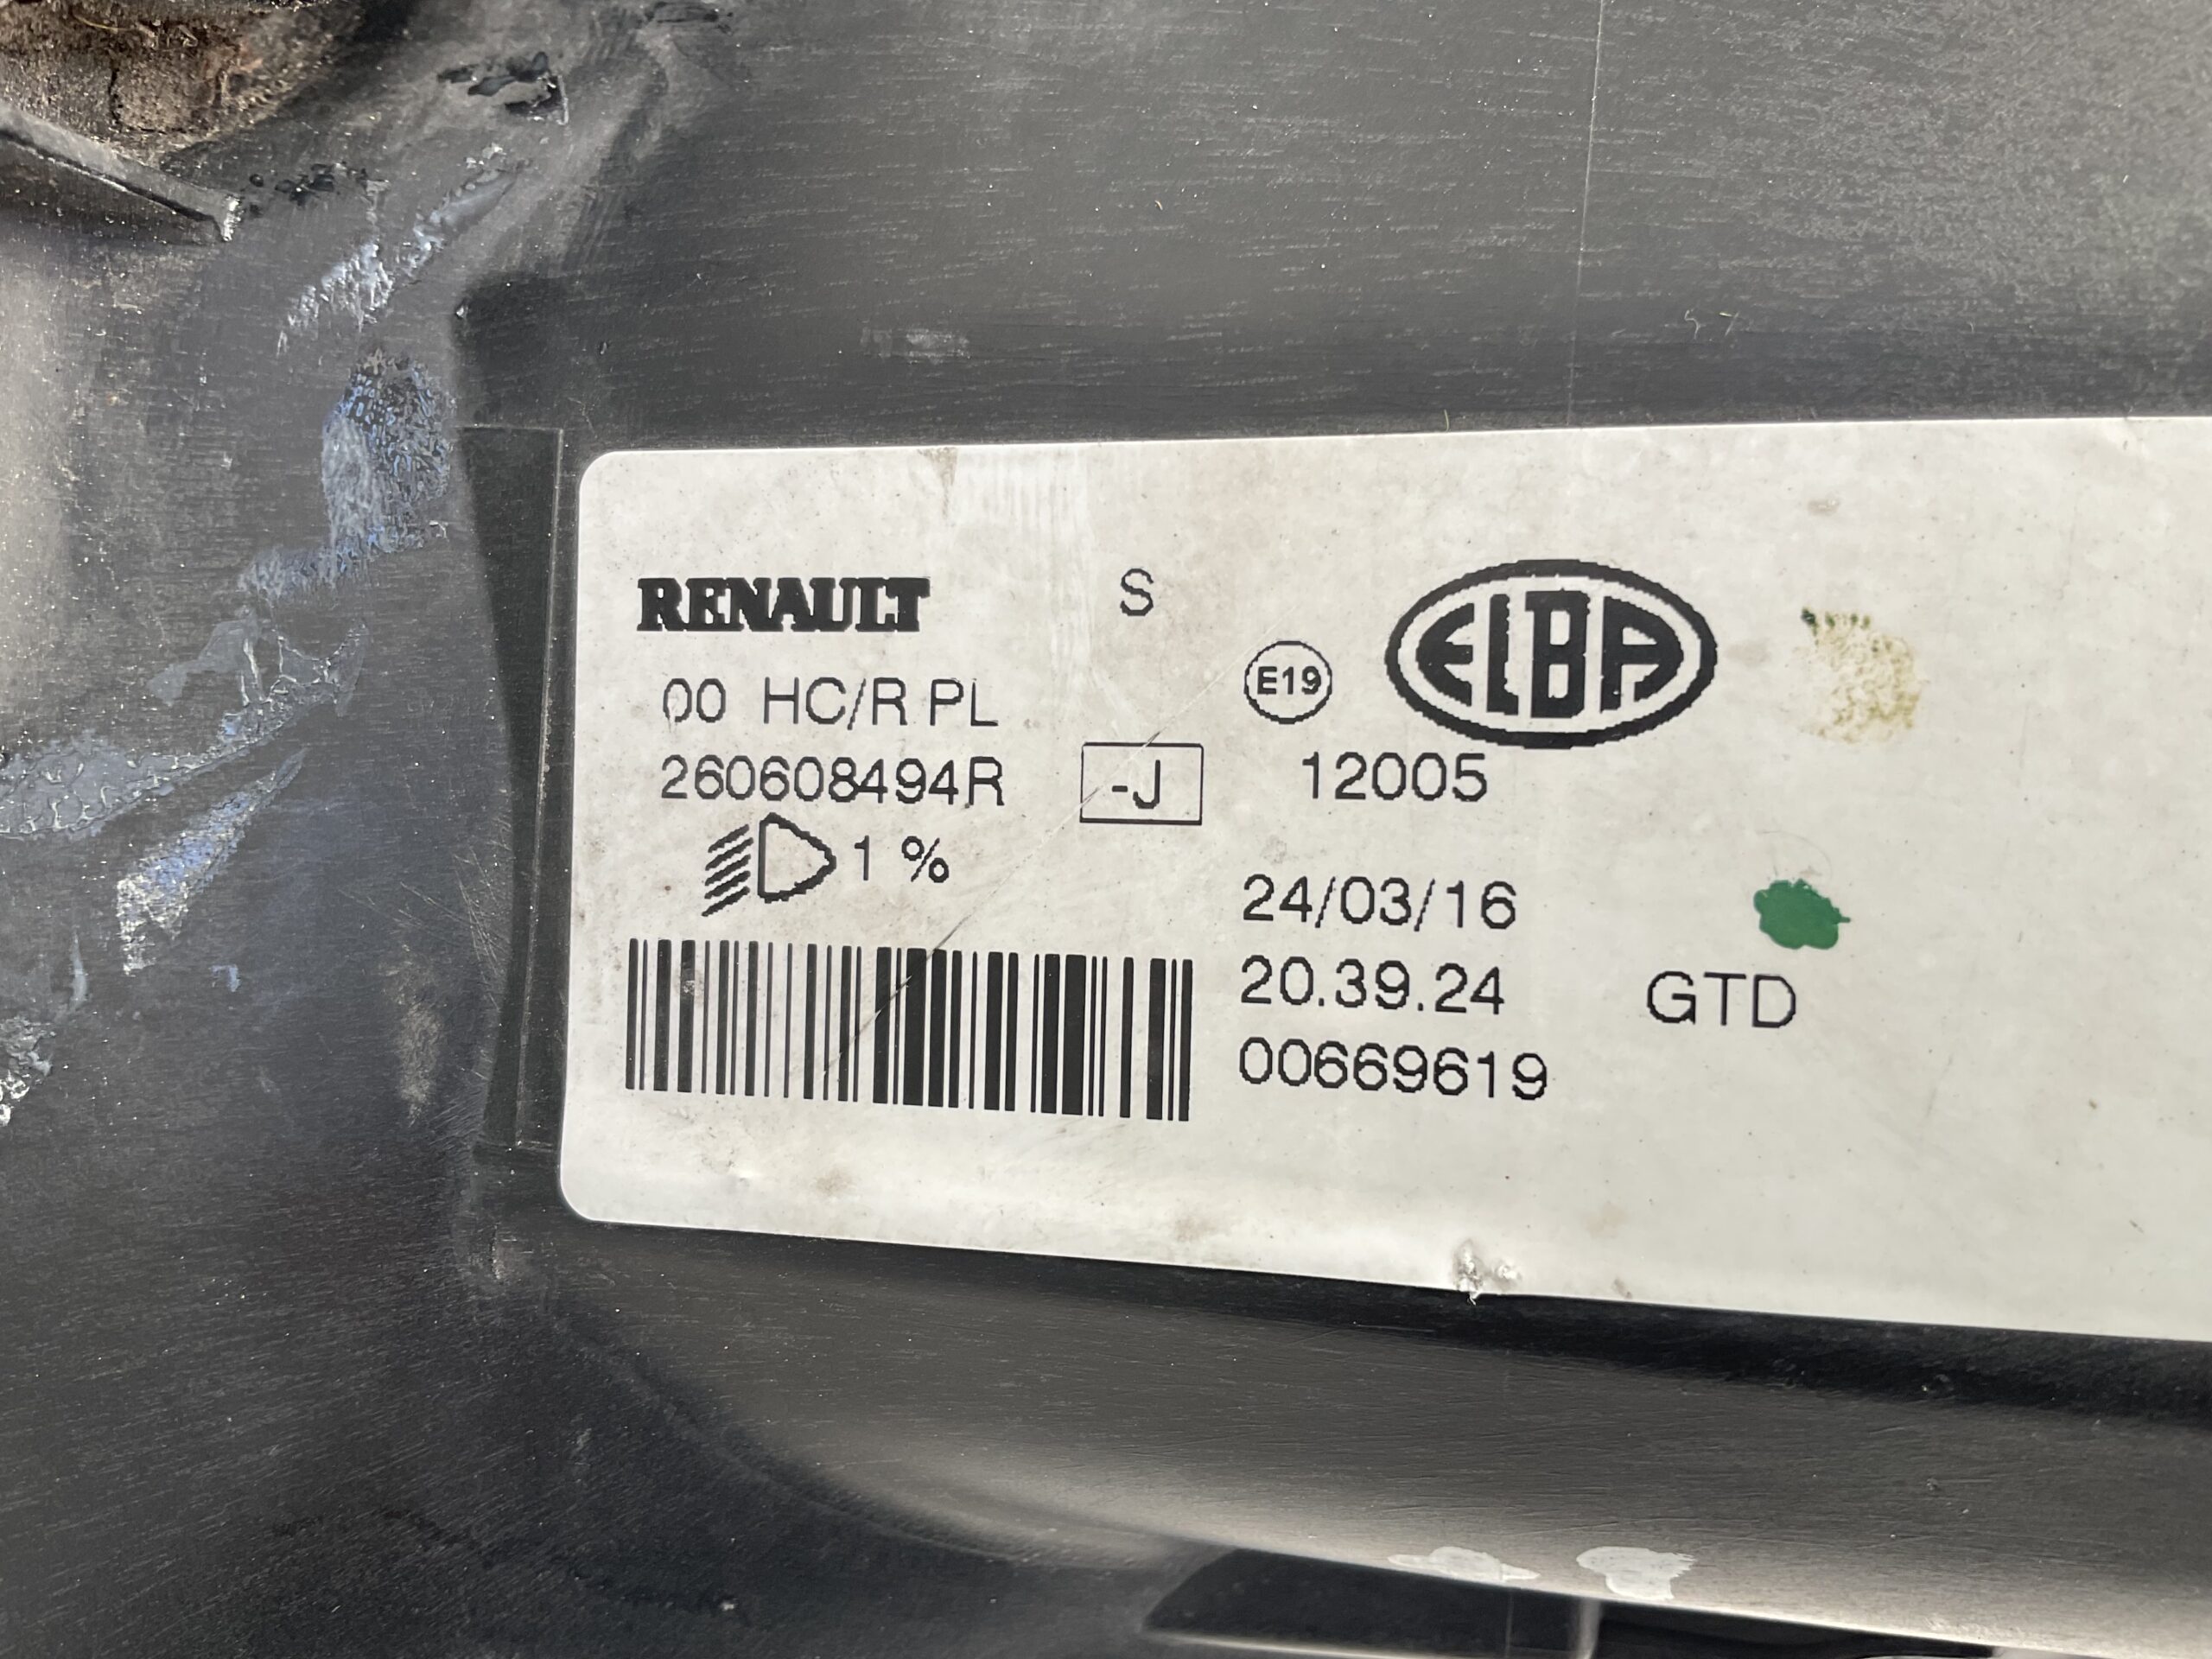 RENAULT
S
ELBA
00 HC/R PL
E19
260608494R
-J
12005
1 %
24/03/16
20.39.24
GTD
00669619